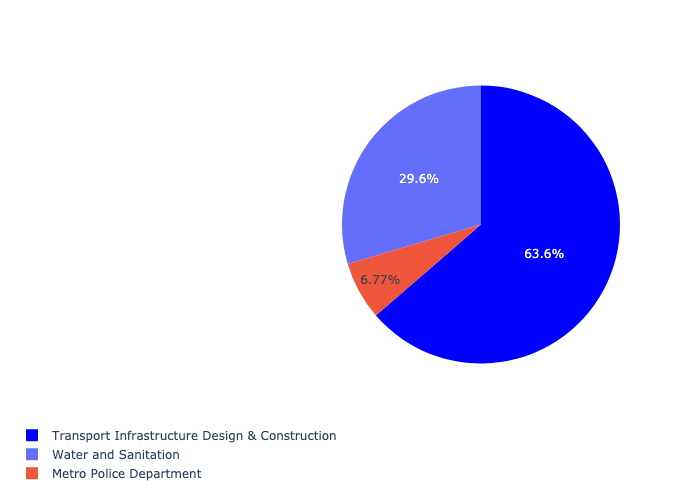 29.6%
63.6%
6.77%
Transport Infrastructure Design & Construction
Water and Sanitation
Metro Police Department